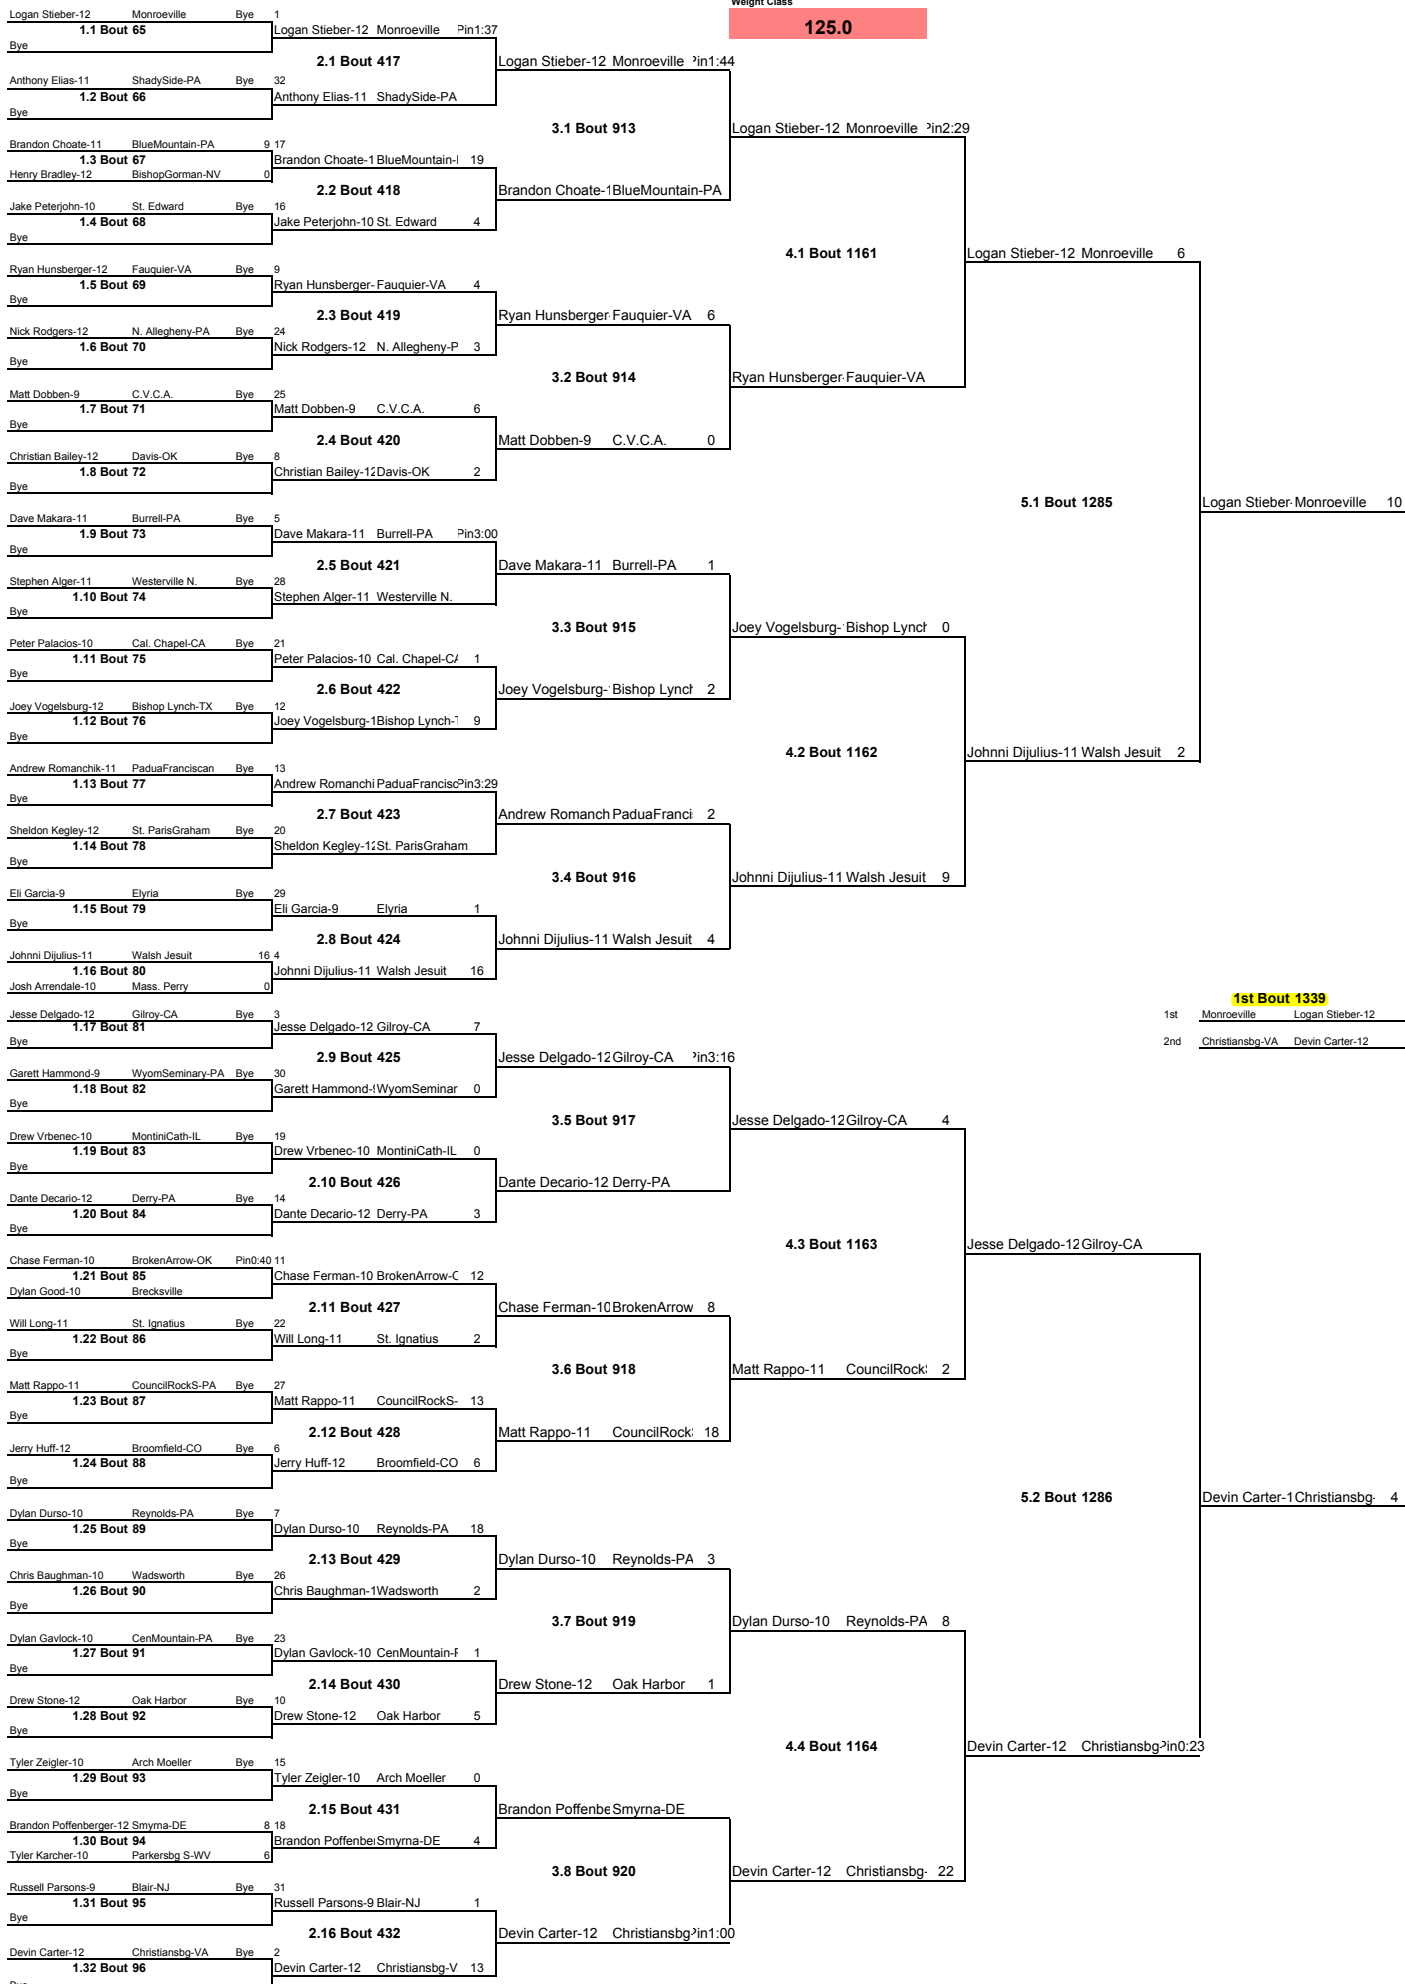 Weight Class
125.0
Logan Stieber-12 Monroeville Bye 1
1.1 Bout 65
Bye
Anthony Elias-11 ShadySide-PA Bye 32
1.2 Bout 66
Bye
Brandon Choate-11 BlueMountain-PA 9 17
1.3 Bout 67
Henry Bradley-12 BishopGorman-NV 0
Jake Peterjohn-10 St. Edward Bye 16
1.4 Bout 68
Bye
Ryan Hunsberger-12 Fauquier-VA Bye 9
1.5 Bout 69
Bye
Nick Rodgers-12 N. Allegheny-PA Bye 24
1.6 Bout 70
Bye
Matt Dobben-9 C.V.C.A. Bye 25
1.7 Bout 71
Bye
Christian Bailey-12 Davis-OK Bye 8
1.8 Bout 72
Bye
Dave Makara-11 Burrell-PA Bye 5
1.9 Bout 73
Bye
Stephen Alger-11 Westerville N. Bye 28
1.10 Bout 74
Bye
Peter Palacios-10 Cal. Chapel-CA Bye 21
1.11 Bout 75
Bye
Joey Vogelsburg-12 Bishop Lynch-TX Bye 12
1.12 Bout 76
Bye
Andrew Romanchik-11 PaduaFranciscan Bye 13
1.13 Bout 77
Bye
Sheldon Kegley-12 St. ParisGraham Bye 20
1.14 Bout 78
Bye
Eli Garcia-9 Elyria Bye 29
1.15 Bout 79
Bye
Johnni Dijulius-11 Walsh Jesuit 16 4
1.16 Bout 80
Josh Arrendale-10 Mass. Perry 0
Jesse Delgado-12 Gilroy-CA Bye 3
1.17 Bout 81
Bye
Garett Hammond-9 WyomSeminary-PA Bye 30
1.18 Bout 82
Bye
Drew Vrbenec-10 MontiniCath-IL Bye 19
1.19 Bout 83
Bye
Dante Decario-12 Derry-PA Bye 14
1.20 Bout 84
Bye
Chase Ferman-10 BrokenArrow-OK Pin0:40 11
1.21 Bout 85
Dylan Good-10 Brecksville
Will Long-11 St. Ignatius Bye 22
1.22 Bout 86
Bye
Matt Rappo-11 CouncilRockS-PA Bye 27
1.23 Bout 87
Bye
Jerry Huff-12 Broomfield-CO Bye 6
1.24 Bout 88
Bye
Dylan Durso-10 Reynolds-PA Bye 7
1.25 Bout 89
Bye
Chris Baughman-10 Wadsworth Bye 26
1.26 Bout 90
Bye
Dylan Gavlock-10 CenMountain-PA Bye 23
1.27 Bout 91
Bye
Drew Stone-12 Oak Harbor Bye 10
1.28 Bout 92
Bye
Tyler Zeigler-10 Arch Moeller Bye 15
1.29 Bout 93
Bye
Brandon Poffenberger-12 Smyrna-DE 8 18
1.30 Bout 94
Tyler Karcher-10 Parkersbg S-WV 6
Russell Parsons-9 Blair-NJ Bye 31
1.31 Bout 95
Bye
Devin Carter-12 Christiansbg-VA Bye 2
1.32 Bout 96
Logan Stieber-12 Monroeville Pin1:37
2.1 Bout 417
Anthony Elias-11 ShadySide-PA
Brandon Choate-1 BlueMountain- 19
2.2 Bout 418
Jake Peterjohn-10 St. Edward 4
Ryan Hunsberger- Fauquier-VA 4
2.3 Bout 419
Nick Rodgers-12 N. Allegheny-P 3
Matt Dobben-9 C.V.C.A. 6
2.4 Bout 420
Christian Bailey-12 Davis-OK 2
Dave Makara-11 Burrell-PA Pin3:00
2.5 Bout 421
Stephen Alger-11 Westerville N.
Peter Palacios-10 Cal. Chapel-CA 1
2.6 Bout 422
Joey Vogelsburg-1 Bishop Lynch-T 9
Andrew Romanchi PaduaFrancisc Pin3:29
2.7 Bout 423
Sheldon Kegley-12 St. ParisGraham
Eli Garcia-9 Elyria 1
2.8 Bout 424
Johnni Dijulius-11 Walsh Jesuit 16
Jesse Delgado-12 Gilroy-CA 7
2.9 Bout 425
Garett Hammond-9 WyomSeminar 0
Drew Vrbenec-10 MontiniCath-IL 0
2.10 Bout 426
Dante Decario-12 Derry-PA 3
Chase Ferman-10 BrokenArrow-O 12
2.11 Bout 427
Will Long-11 St. Ignatius 2
Matt Rappo-11 CouncilRockS- 13
2.12 Bout 428
Jerry Huff-12 Broomfield-CO 6
Dylan Durso-10 Reynolds-PA 18
2.13 Bout 429
Chris Baughman-1 Wadsworth 2
Dylan Gavlock-10 CenMountain-P 1
2.14 Bout 430
Drew Stone-12 Oak Harbor 5
Tyler Zeigler-10 Arch Moeller 0
2.15 Bout 431
Brandon Poffenbe Smyrna-DE 4
Russell Parsons-9 Blair-NJ 1
2.16 Bout 432
Devin Carter-12 Christiansbg-V 13
Logan Stieber-12 Monroeville Pin1:44
3.1 Bout 913
Brandon Choate-1 BlueMountain-PA
Ryan Hunsberger- Fauquier-VA 6
3.2 Bout 914
Matt Dobben-9 C.V.C.A. 0
Dave Makara-11 Burrell-PA 1
3.3 Bout 915
Joey Vogelsburg- Bishop Lynch 2
Andrew Romanch PaduaFranci 2
3.4 Bout 916
Johnni Dijulius-11 Walsh Jesuit 4
Jesse Delgado-12 Gilroy-CA Pin3:16
3.5 Bout 917
Dante Decario-12 Derry-PA
Chase Ferman-10 BrokenArrow 8
3.6 Bout 918
Matt Rappo-11 CouncilRock 18
Dylan Durso-10 Reynolds-PA 3
3.7 Bout 919
Drew Stone-12 Oak Harbor 1
Brandon Poffenbe Smyrna-DE
3.8 Bout 920
Devin Carter-12 Christiansbg Pin1:00
Logan Stieber-12 Monroeville Pin2:29
4.1 Bout 1161
Ryan Hunsberger- Fauquier-VA
Joey Vogelsburg- Bishop Lynch 0
4.2 Bout 1162
Johnni Dijulius-11 Walsh Jesuit 9
Jesse Delgado-12 Gilroy-CA 4
4.3 Bout 1163
Matt Rappo-11 CouncilRock 2
Dylan Durso-10 Reynolds-PA 8
4.4 Bout 1164
Devin Carter-12 Christiansbg- 22
Logan Stieber-12 Monroeville 6
5.1 Bout 1285
Johnni Dijulius-11 Walsh Jesuit 2
Jesse Delgado-12 Gilroy-CA
5.2 Bout 1286
Devin Carter-12 Christiansbg Pin0:23
Logan Stieber- Monroeville 10
1st Bout 1339
1st Monroeville Logan Stieber-12
2nd Christiansbg-VA Devin Carter-12
Devin Carter-1 Christiansbg- 4